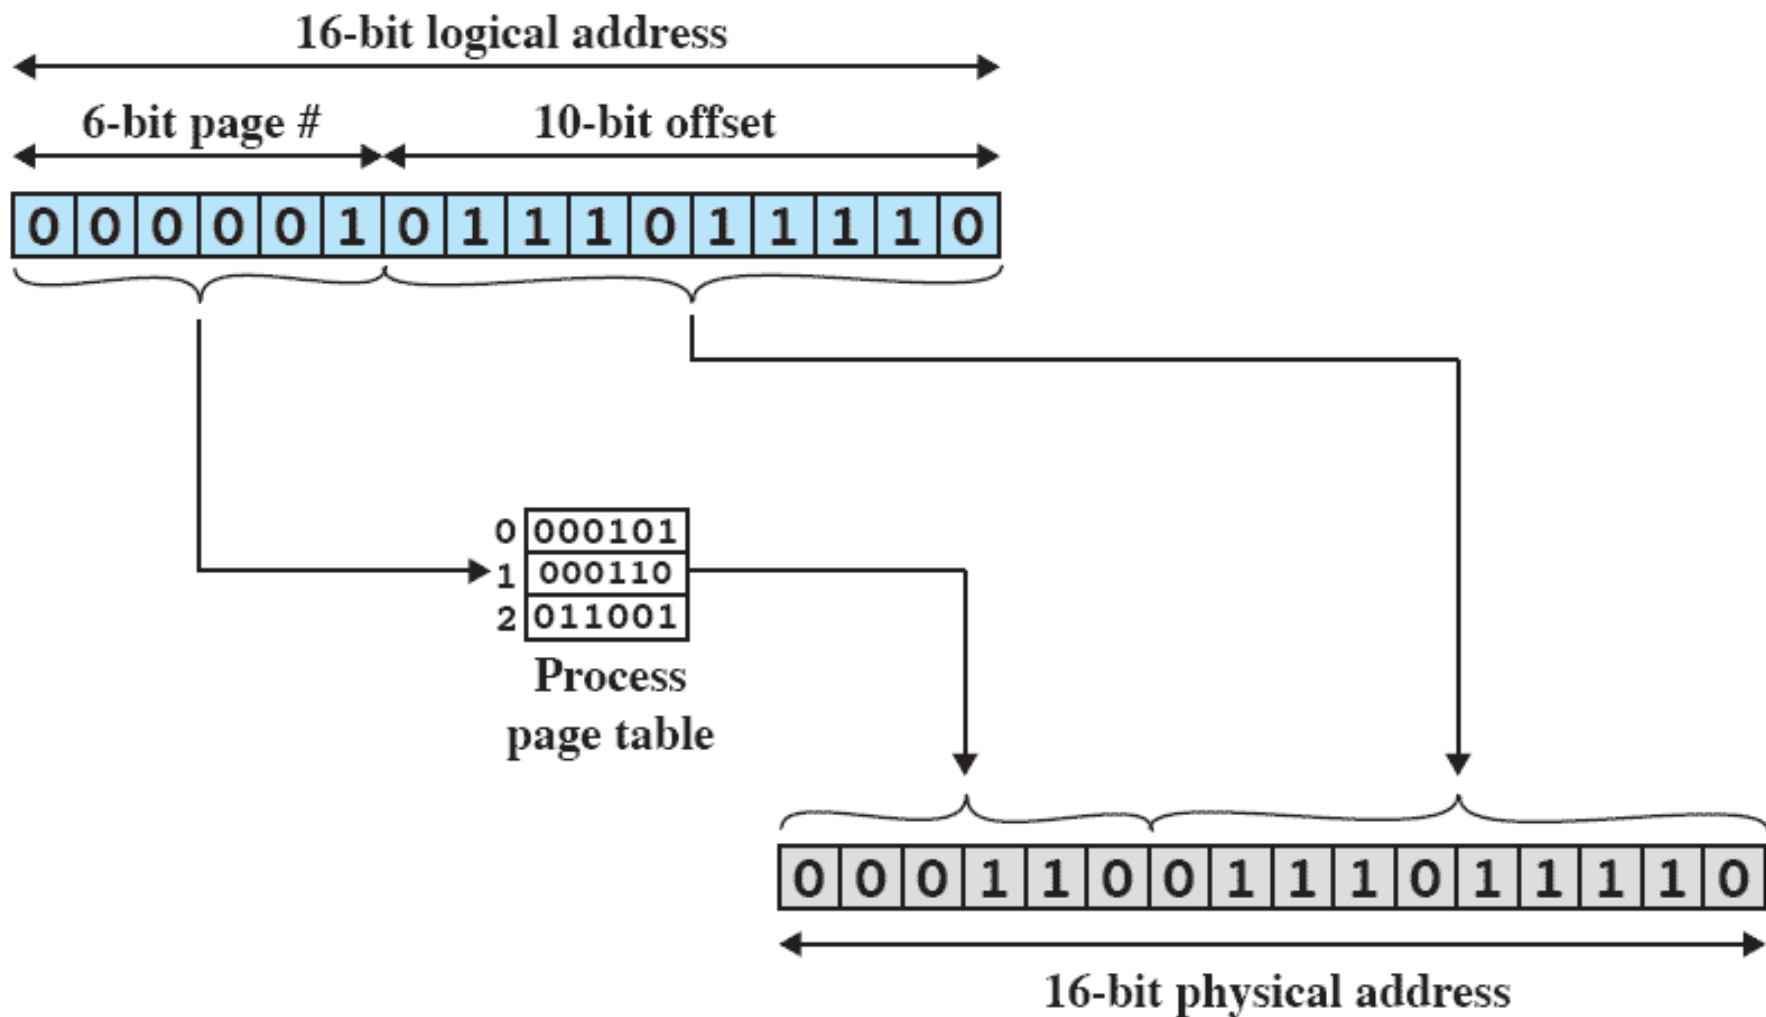 16-bit logical address
6-bit page # 10-bit offset
0 0 0 0 0 1 0 1 1 1 0 1 1 1 1 0
0 000101
1 000110
2 011001
Process
page table
0 0 0 1 1 0 0 1 1 1 0 1 1 1 1 0
16-bit physical address